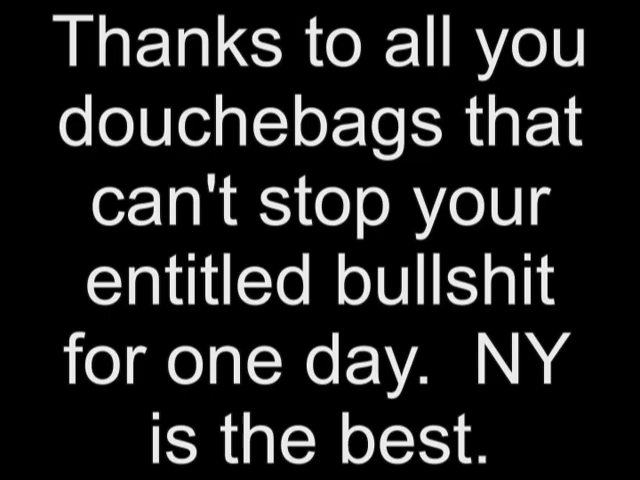 Thanks to all you
douchebags that
can't stop your
entitled bullshit
for one day.  NY
is the best.